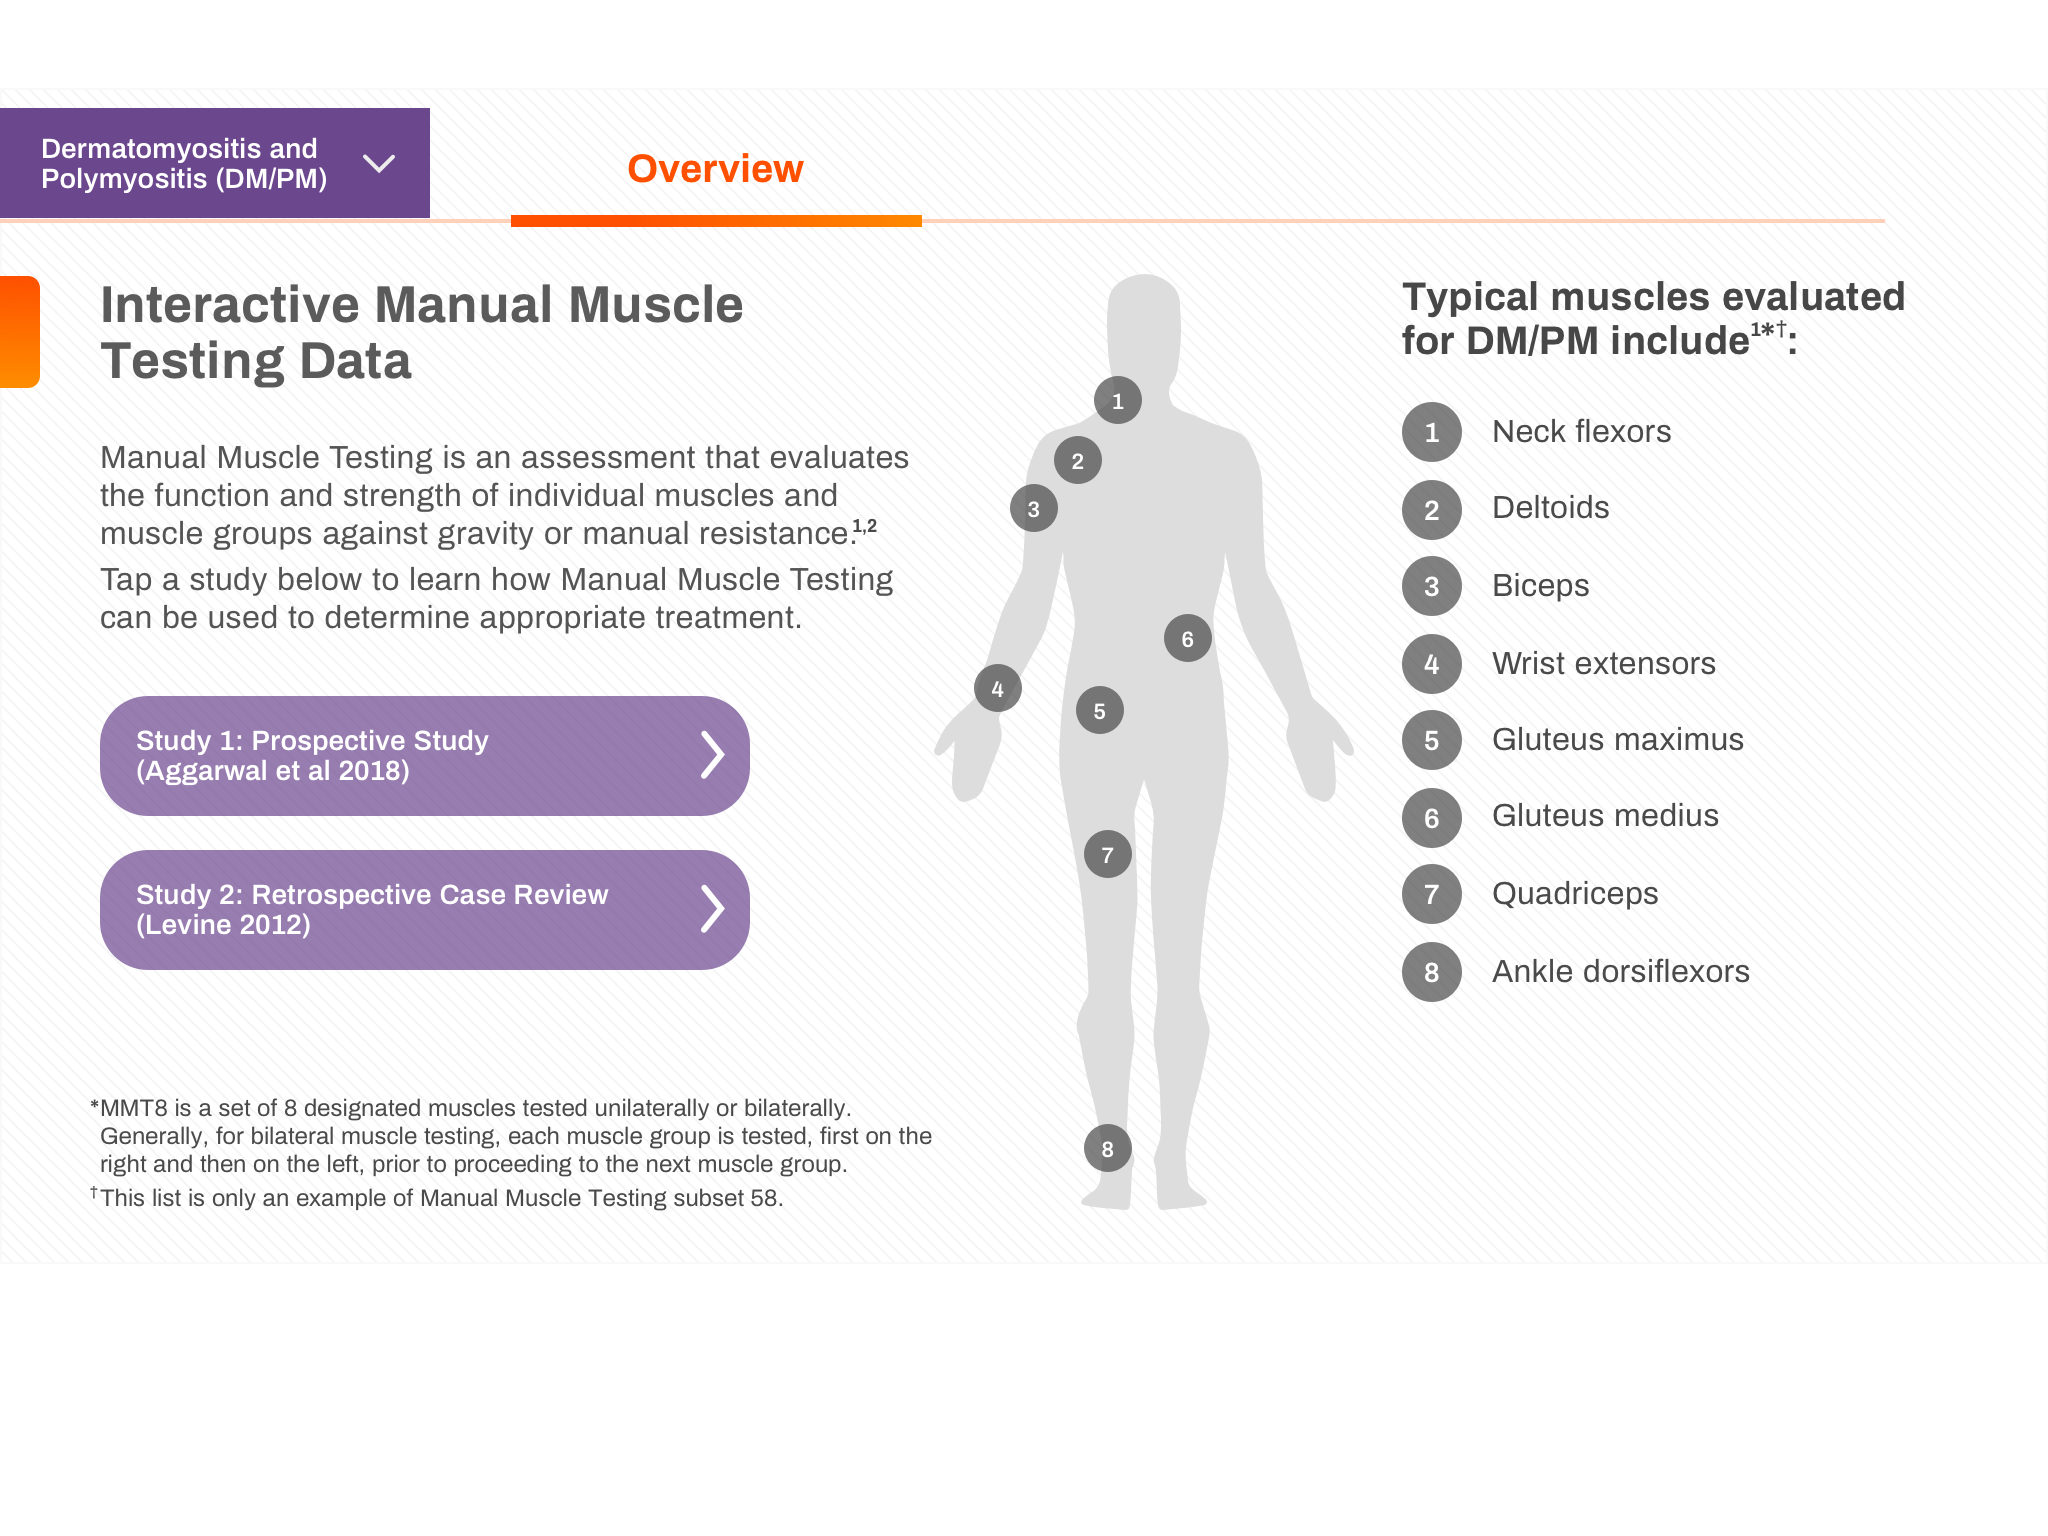 Dermatomyositis and
Polymyositis (DM/PM)
Overview
Interactive Manual Muscle
Testing Data
Manual Muscle Testing is an assessment that evaluates
the function and strength of individual muscles and
muscle groups against gravity or manual resistance.1,2
Tap a study below to learn how Manual Muscle Testing
can be used to determine appropriate treatment.
Study 1: Prospective Study
(Aggarwal et al 2018)
Study 2: Retrospective Case Review
(Levine 2012)
*MMT8 is a set of 8 designated muscles tested unilaterally or bilaterally.
Generally, for bilateral muscle testing, each muscle group is tested, first on the
right and then on the left, prior to proceeding to the next muscle group.
†This list is only an example of Manual Muscle Testing subset 58.
1
2
3
6
4
5
7
8
Typical muscles evaluated
for DM/PM include1*†:
1 Neck flexors
2 Deltoids
3 Biceps
4 Wrist extensors
5 Gluteus maximus
6 Gluteus medius
7 Quadriceps
8 Ankle dorsiflexors